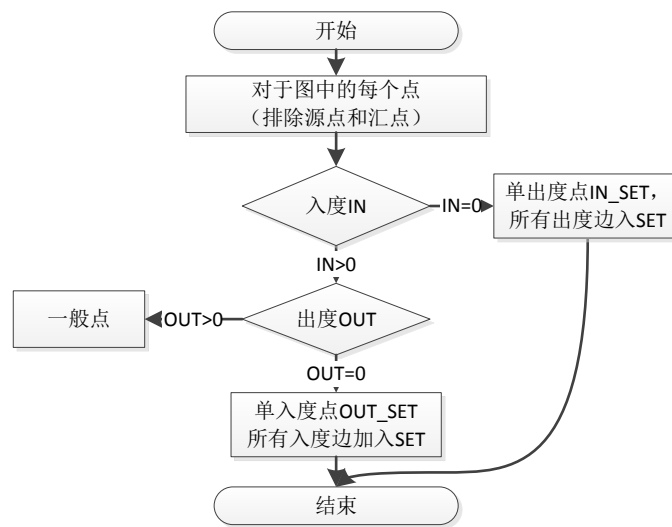 开始
对于图中的每个点
（排除源点和汇点）
入度IN
IN=0
单出度点IN_SET，
所有出度边入SET
IN>0
一般点
OUT>0
出度OUT
OUT=0
单入度点OUT_SET
所有入度边加入SET
结束